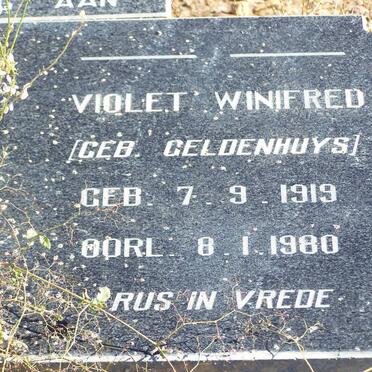 AAN
VIOLET WINIFRED
[GEB. GELDENHUYS]
GEB. 7.9.1919
OORL. 8.1.1980
RUS IN VREDE